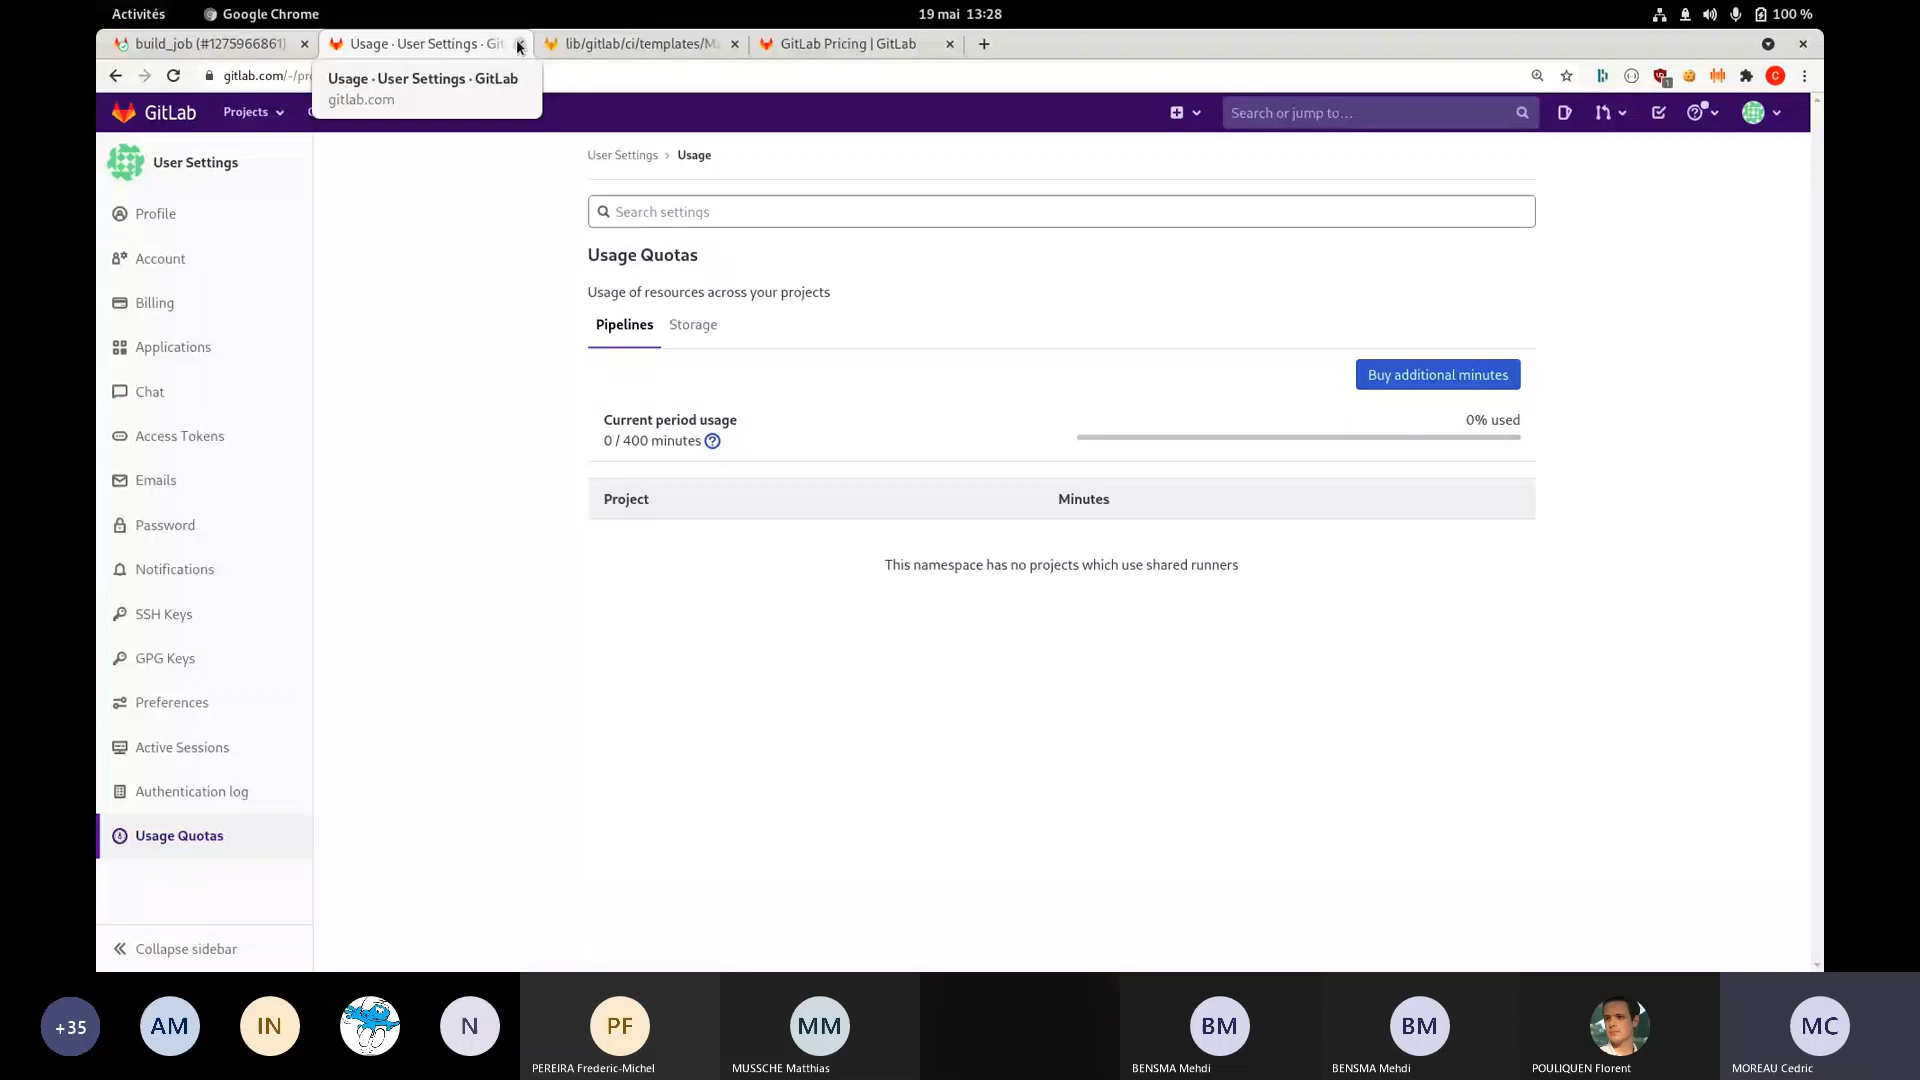 Activités
Google Chrome
19 mai 13:28
100 %
build_job (#1275966861)
Usage · User Settings · Git
lib/gitlab/ci/templates/Ma
GitLab Pricing | GitLab
gitlab.com/-/pr
Usage · User Settings · GitLab
gitlab.com
GitLab
Projects
Search or jump to…
User Settings
Profile
Account
Billing
Applications
Chat
Access Tokens
Emails
Password
Notifications
SSH Keys
GPG Keys
Preferences
Active Sessions
Authentication log
Usage Quotas
Collapse sidebar
User Settings › Usage
Search settings
Usage Quotas
Usage of resources across your projects
Pipelines Storage
Buy additional minutes
Current period usage
0% used
0 / 400 minutes
Project Minutes
This namespace has no projects which use shared runners
+35
AM
IN
N
PF
MM
BM
BM
MC
PEREIRA Frederic-Michel
MUSSCHE Matthias
BENSMA Mehdi
BENSMA Mehdi
POULIQUEN Florent
MOREAU Cedric